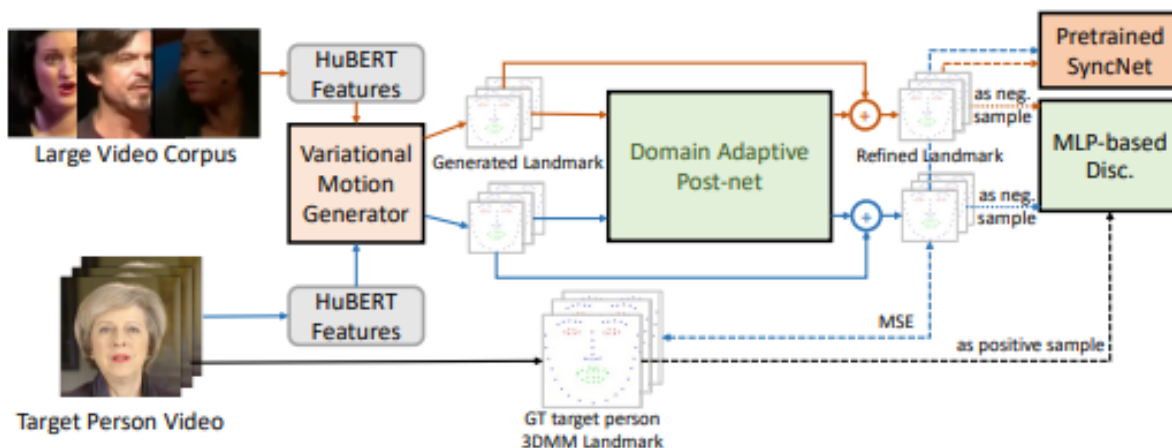 HuBERT
Features
Large Video Corpus
Variational
Motion
Generator
Generated Landmark
Domain Adaptive
Post-net
+
Refined Landmark
as neg.
sample
Pretrained
SyncNet
MLP-based
Disc.
+
as neg.
sample
HuBERT
Features
MSE
as positive sample
Target Person Video
GT target person
3DMM Landmark